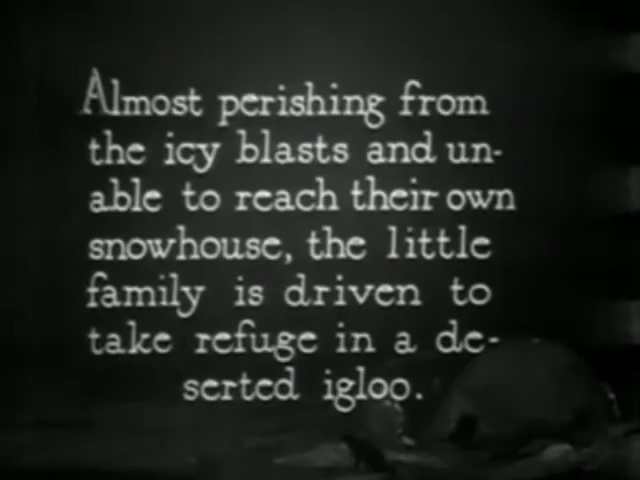 Almost perishing from
the icy blasts and un-
able to reach their own
snowhouse, the little
family is driven to
take refuge in a de-
serted igloo.